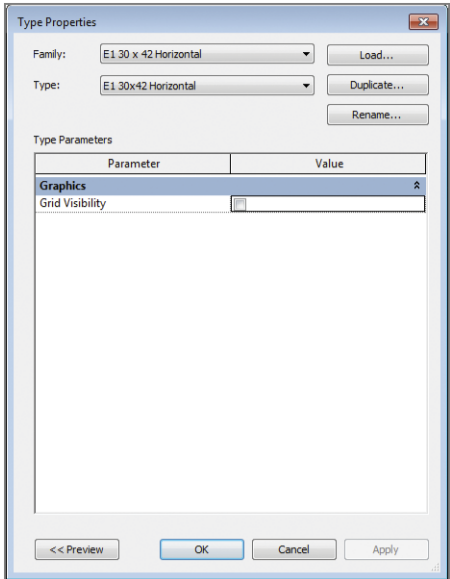 Type Properties
Family: E1 30 x 42 Horizontal Load...
Type: E1 30x42 Horizontal Duplicate...
Rename...
Type Parameters
Parameter Value
Graphics
Grid Visibility
<< Preview OK Cancel Apply